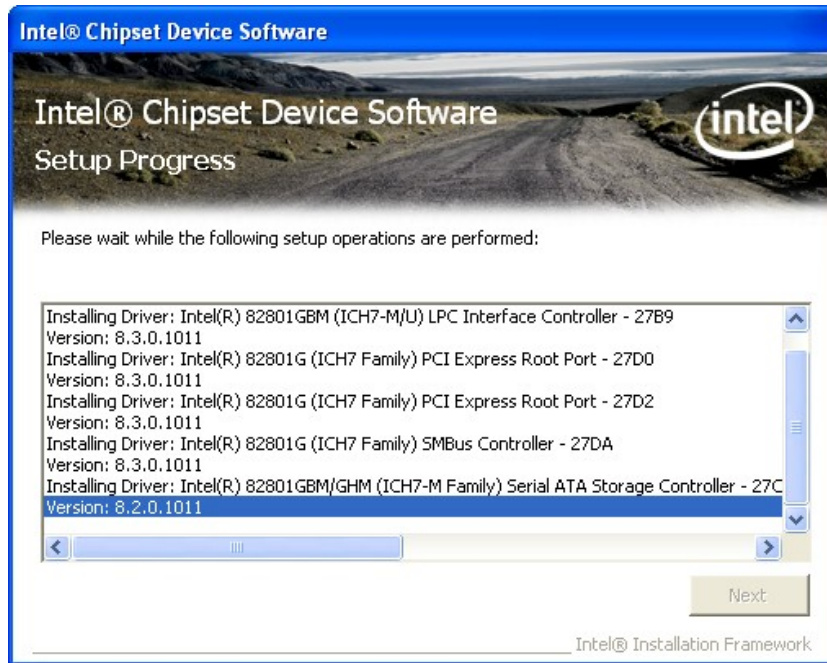 Intel® Chipset Device Software
Intel® Chipset Device Software
intel
Setup Progress
Please wait while the following setup operations are performed:
Installing Driver: Intel(R) 82801GBM (ICH7-M/U) LPC Interface Controller - 27B9
Version: 8.3.0.1011
Installing Driver: Intel(R) 82801G (ICH7 Family) PCI Express Root Port - 27D0
Version: 8.3.0.1011
Installing Driver: Intel(R) 82801G (ICH7 Family) PCI Express Root Port - 27D2
Version: 8.3.0.1011
Installing Driver: Intel(R) 82801G (ICH7 Family) SMBus Controller - 27DA
Version: 8.3.0.1011
Installing Driver: Intel(R) 82801GBM/GHM (ICH7-M Family) Serial ATA Storage Controller - 27C
Version: 8.2.0.1011
Next
Intel® Installation Framework